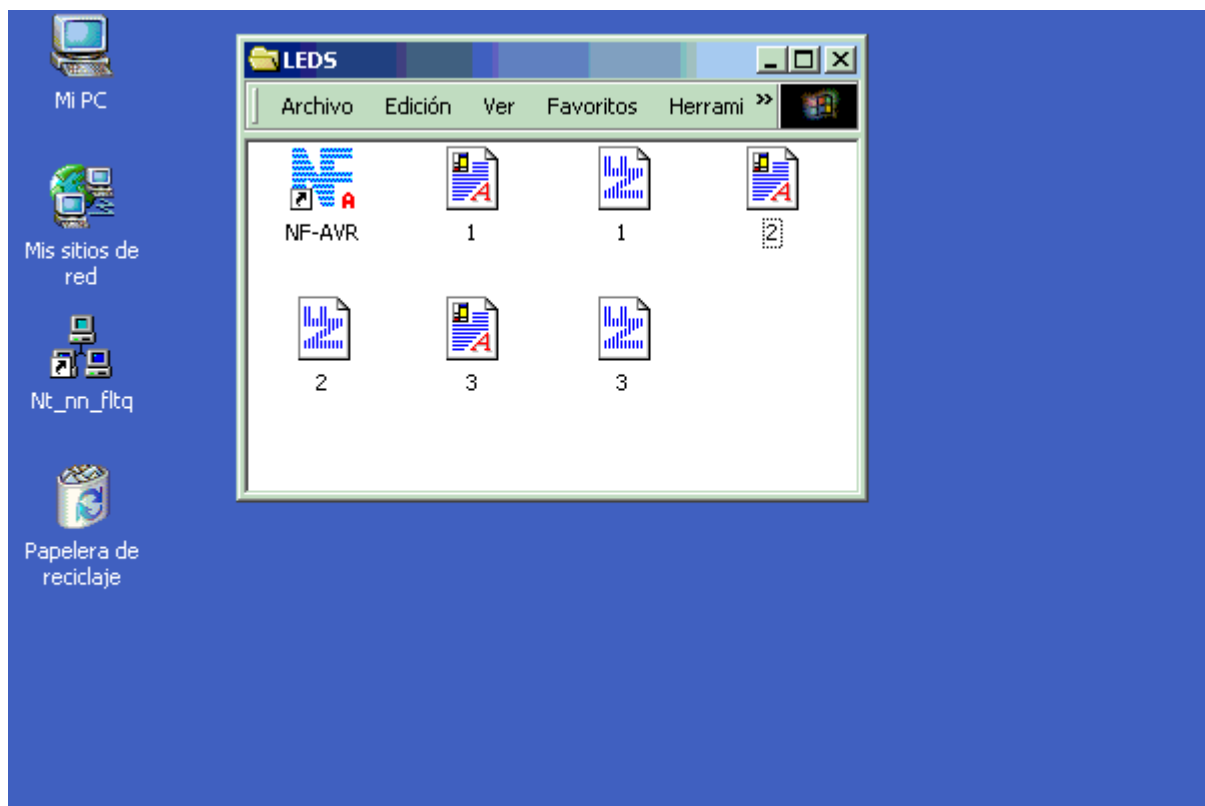 Mi PC
Mis sitios de
red
Nt_nn_fltq
Papelera de
reciclaje
LEDS
Archivo Edición Ver Favoritos Herrami »
NF A
NF-AVR
A
1
1
A
2
2
A
3
3